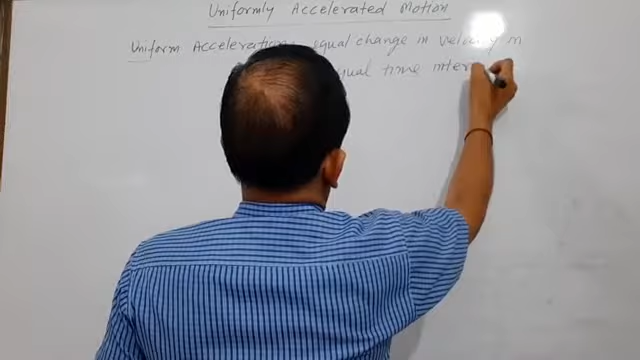 Uniformly Accelerated Motion
Uniform Acceleration equal change in velocity in
equal time inter